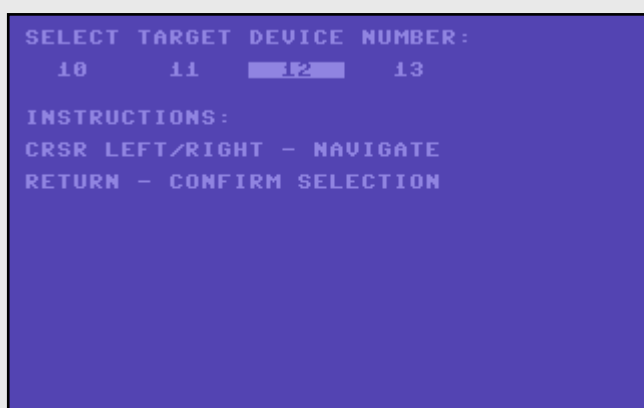 SELECT TARGET DEVICE NUMBER:
10 11 12 13
INSTRUCTIONS:
CRSR LEFT/RIGHT - NAVIGATE
RETURN - CONFIRM SELECTION